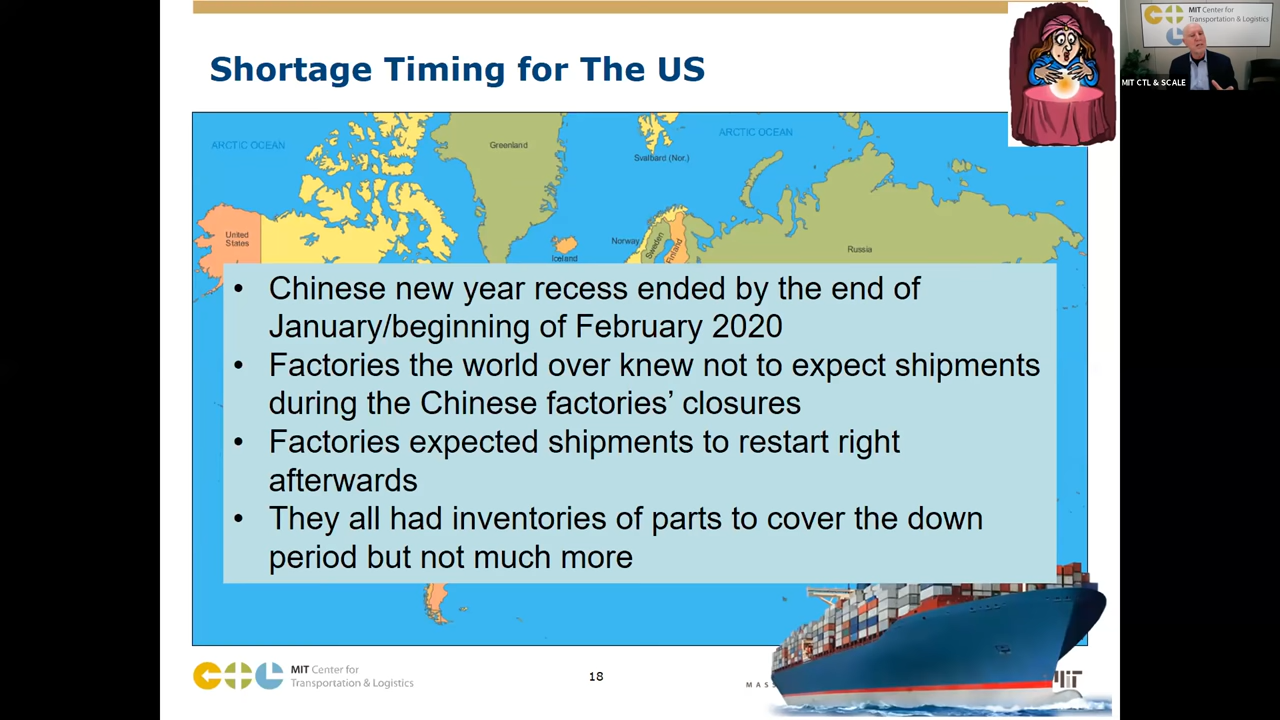 Shortage Timing for The US
MIT Center for
Transportation & Logistics
MIT CTL & SCALE
ARCTIC OCEAN
Greenland
Svalbard (Nor.)
ARCTIC OCEAN
United
States
Iceland
Norway
Sweden
Finland
Russia
• Chinese new year recess ended by the end of
January/beginning of February 2020
• Factories the world over knew not to expect shipments
during the Chinese factories’ closures
• Factories expected shipments to restart right
afterwards
• They all had inventories of parts to cover the down
period but not much more
MIT Center for
Transportation & Logistics
18
MASS
MIT